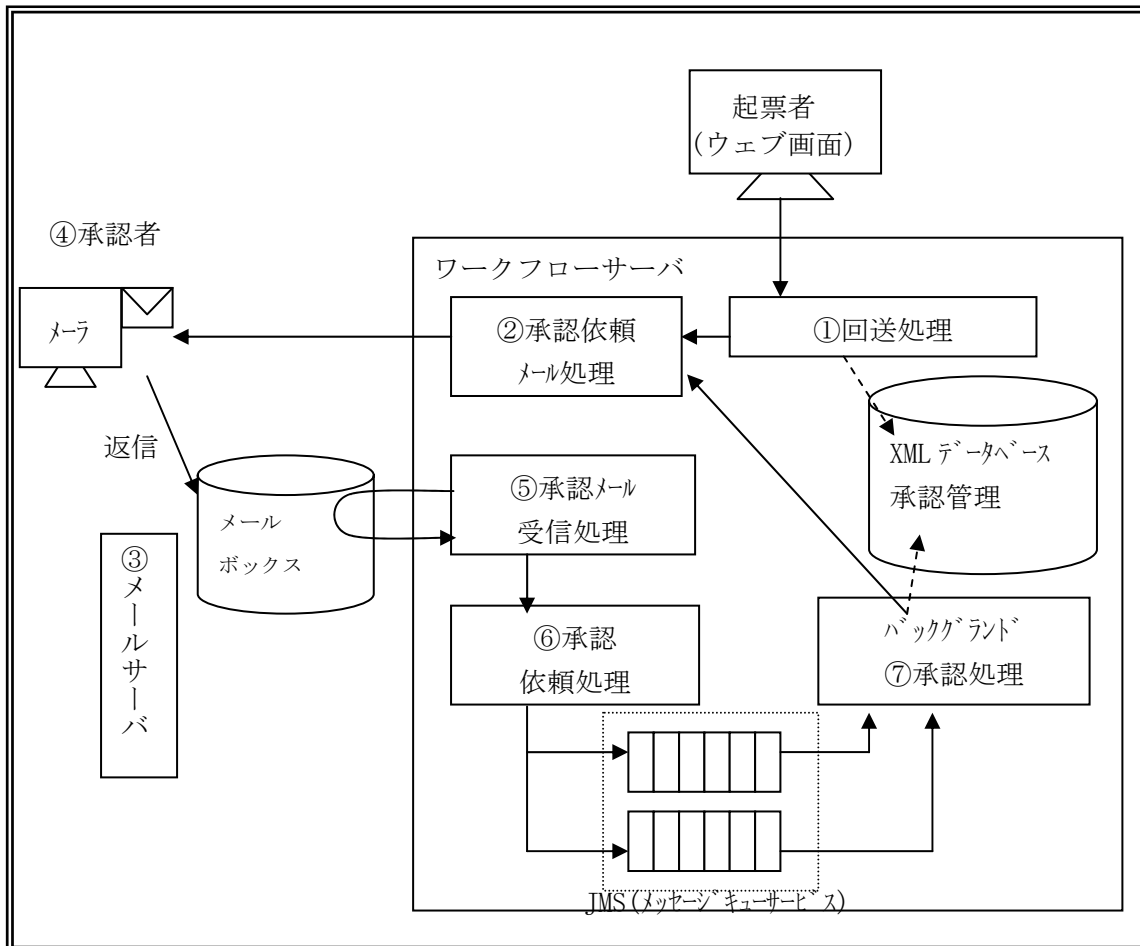 起票者
(ウェブ画面)
④承認者
ワークフローサーバ
メーラ
②承認依頼
メール処理
①回送処理
返信
XML データベース
承認管理
メール
ボックス
⑤承認メール
受信処理
③メールサーバ
⑥承認
依頼処理
バックグランド
⑦承認処理
JMS(メッセージキューサービス)